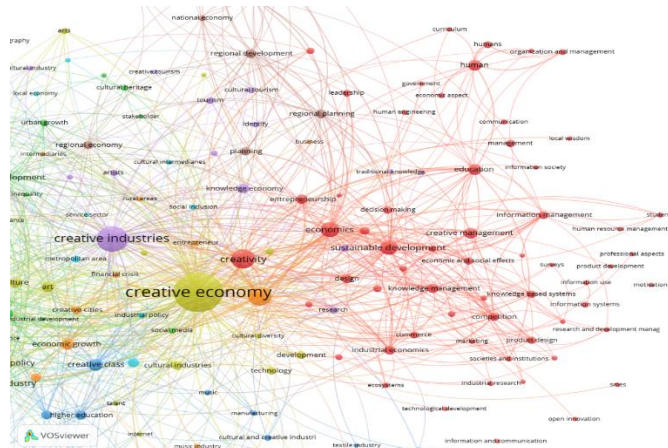 national economy
arts
curriculum
humans
organization and management
regional development
human
creative tourism
cultural industry
cultural heritage
cultural tourism
leadership
government
economic aspect
local economy
tourism
regional planning
human engineering
stakeholder
identity
urban growth
communication
business
local wisdom
regional economy
planning
management
intermediaries
cultural intermediaries
traditional knowledge
education
information society
artists
knowledge economy
inequality
rural areas
entrepreneurship
decision making
service sector
social inclusion
information management
student
economics
human resource management
creative industries
entrepreneur
creative management
sustainable development
metropolitan area
creativity
economic and social effects
professional aspects
financial crisis
surveys
product development
art
design
knowledge management
knowledge based systems
information use
motivation
creative economy
creative cities
research
information systems
industrial development
industrial policy
competition
social media
commerce
research and development manag
economic growth
cultural diversity
marketing
product design
policy
industrial economics
development
societies and institutions
creative class
cultural industries
technology
ecosystems
industrial research
sales
talent
music
higher education
manufacturing
technological development
open innovation
internet
music industry
cultural and creative industri
textile industry
information and communication
VOSviewer